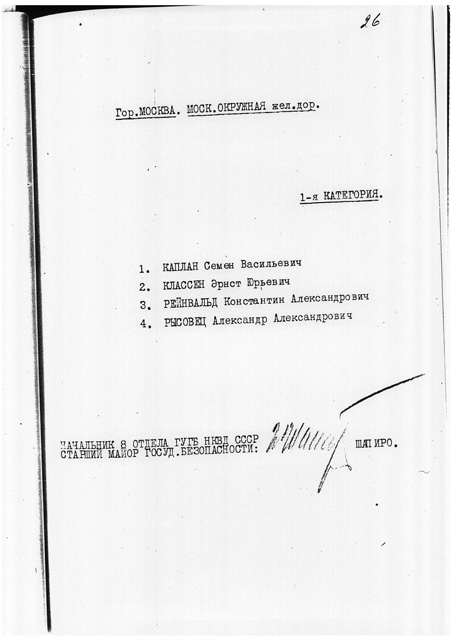 26
Гор.МОСКВА. МОСК.ОКРУЖНАЯ жел.дор.
1-я КАТЕГОРИЯ.
1. КАПЛАН Семен Васильевич
2. КЛАССЕН Эрнст Юрьевич
3. РЕЙНВАЛЬД Константин Александрович
4. РЫСОВЕЦ Александр Александрович
НАЧАЛЬНИК 8 ОТДЕЛА ГУГБ НКВД СССР
СТАРШИЙ МАЙОР ГОСУД.БЕЗОПАСНОСТИ: ШАПИРО.